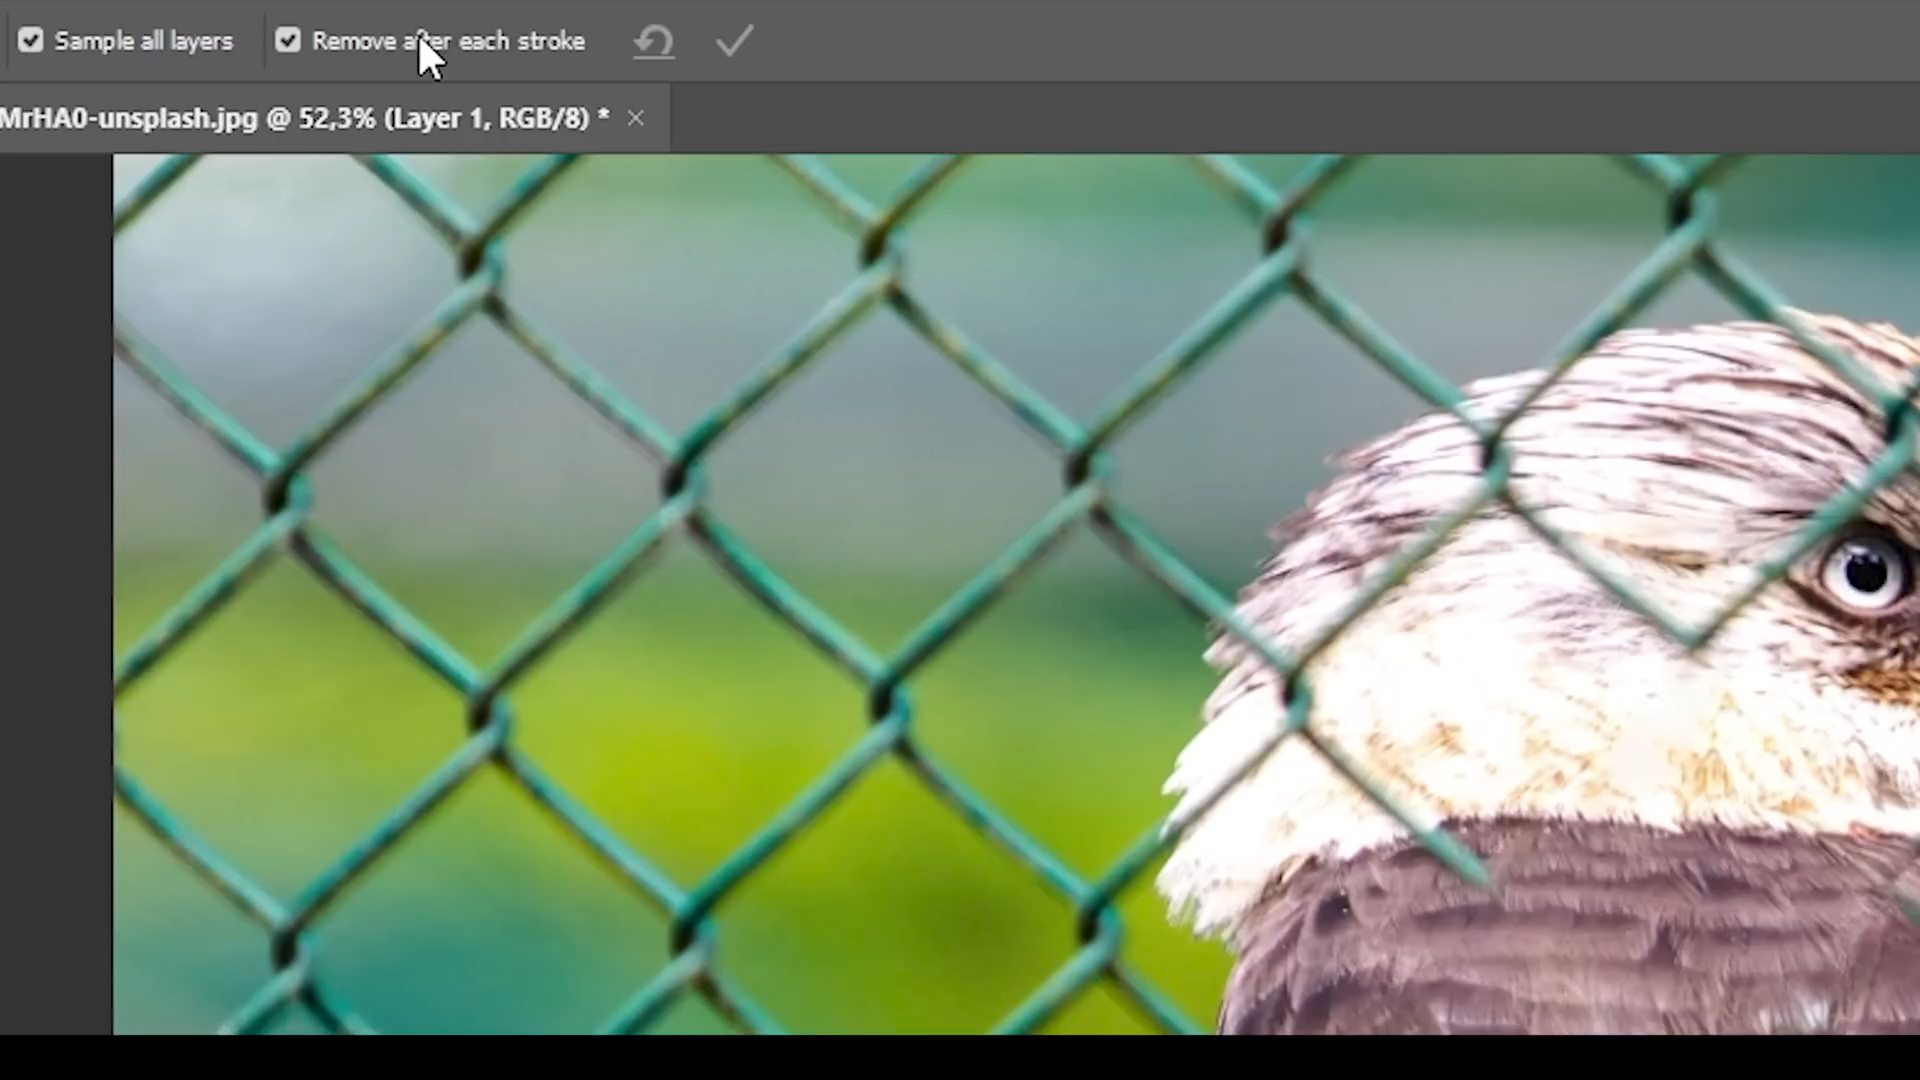 Sample all layers
Remove after each stroke
MrHA0-unsplash.jpg @ 52,3% (Layer 1, RGB/8) *